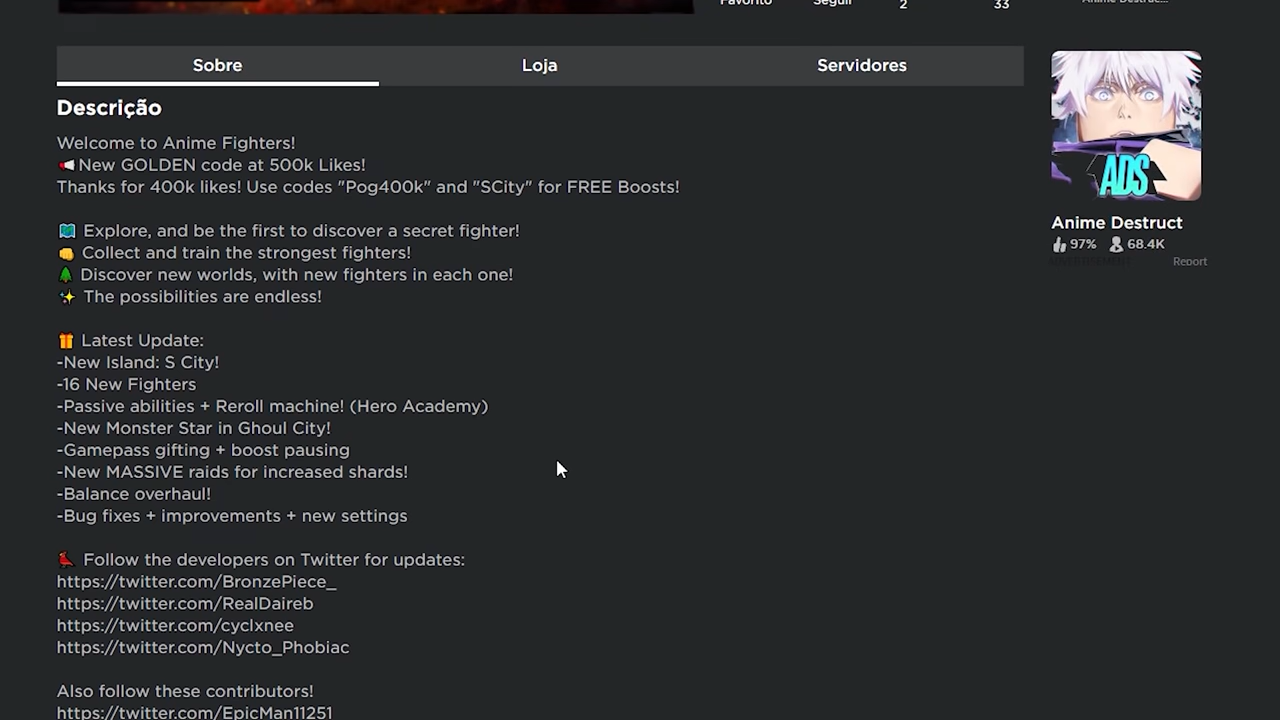 Favorito Seguir 2 33
Anime Destruc...
Sobre Loja Servidores
Descrição
Welcome to Anime Fighters!
📢New GOLDEN code at 500k Likes!
Thanks for 400k likes! Use codes "Pog400k" and "SCity" for FREE Boosts!
🗺️ Explore, and be the first to discover a secret fighter!
👊 Collect and train the strongest fighters!
🌲 Discover new worlds, with new fighters in each one!
✨ The possibilities are endless!
🎁 Latest Update:
-New Island: S City!
-16 New Fighters
-Passive abilities + Reroll machine! (Hero Academy)
-New Monster Star in Ghoul City!
-Gamepass gifting + boost pausing
-New MASSIVE raids for increased shards!
-Balance overhaul!
-Bug fixes + improvements + new settings
🐦 Follow the developers on Twitter for updates:
https://twitter.com/BronzePiece_
https://twitter.com/RealDaireb
https://twitter.com/cyclxnee
https://twitter.com/Nycto_Phobiac
Also follow these contributors!
https://twitter.com/EpicMan11251
ADS
Anime Destruct
97% 68.4K
ADVERTISEMENT Report